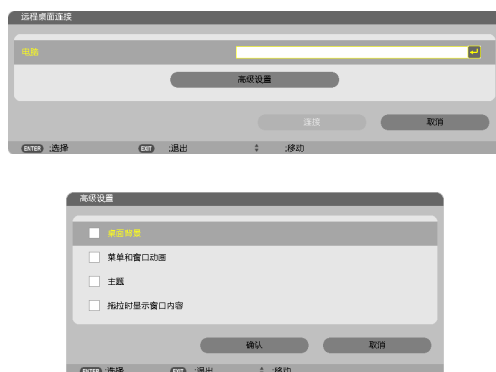 远程桌面连接
电脑
高级设置
连接 取消
ENTER :选择 EXIT :退出 :移动
高级设置
桌面背景
菜单和窗口动画
主题
拖拉时显示窗口内容
确认 取消
ENTER :选择 EXIT :退出 :移动